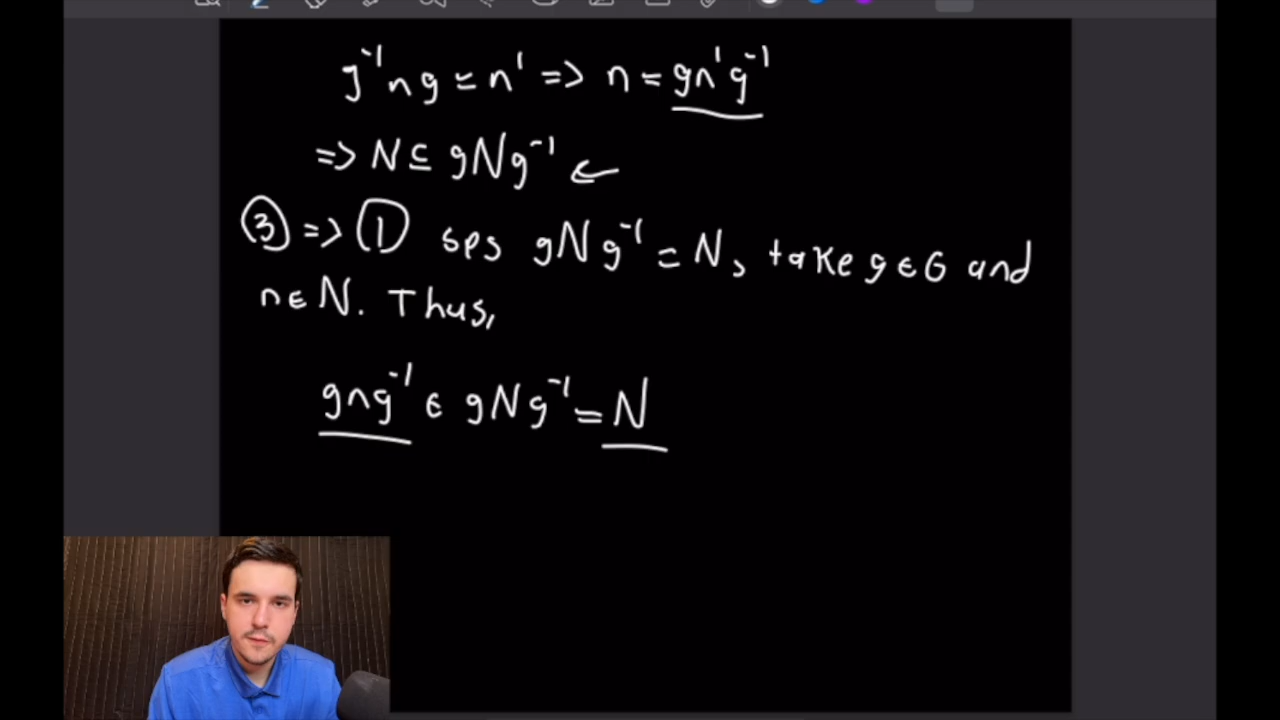 g⁻¹ng = n' => n = gn'g⁻¹
=> N ⊆ gNg⁻¹ ←
③ => ① sps gNg⁻¹ = N, take g ∈ G and
n ∈ N. Thus,
gng⁻¹ ∈ gNg⁻¹ = N